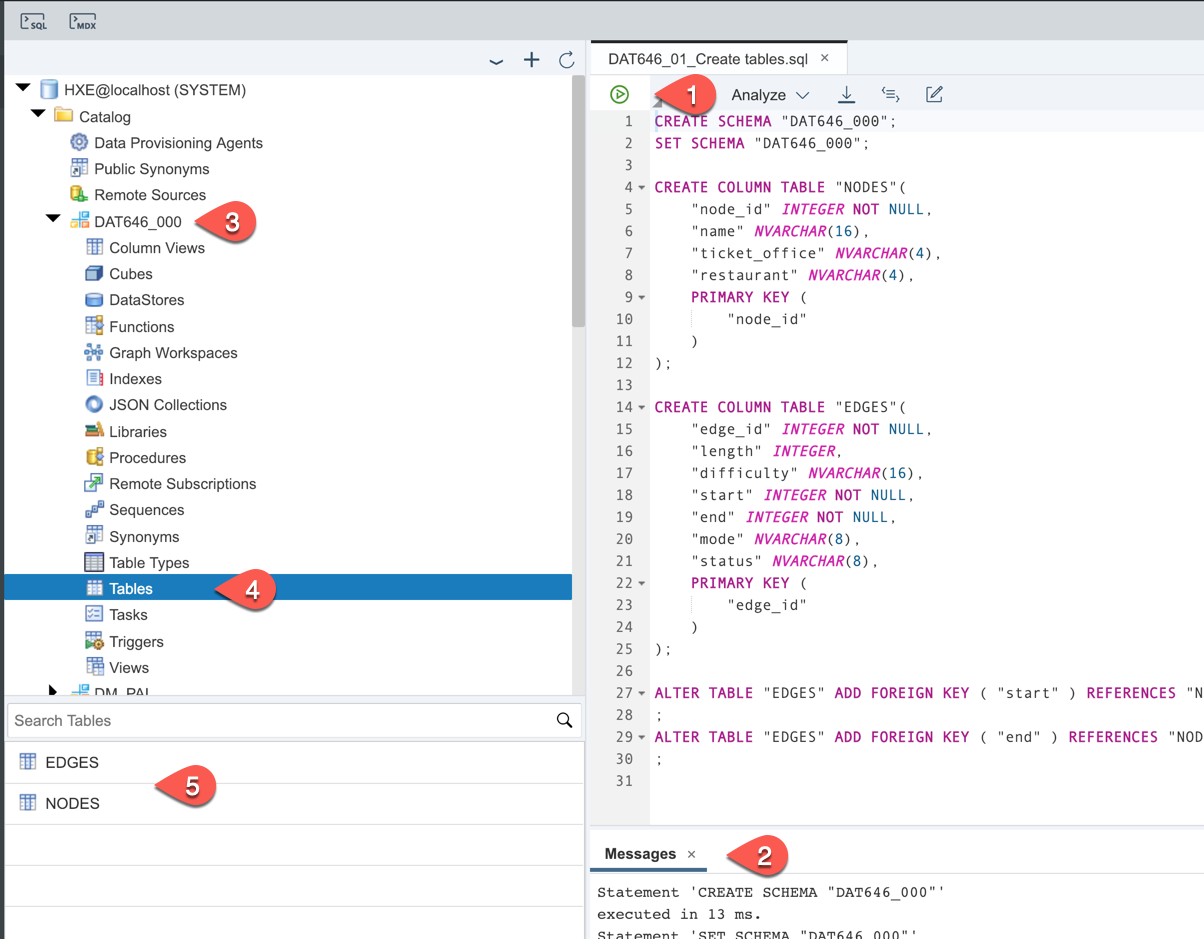 SQL
MDX
HXE@localhost (SYSTEM)
Catalog
Data Provisioning Agents
Public Synonyms
Remote Sources
DAT646_000
3
Column Views
Cubes
DataStores
Functions
Graph Workspaces
Indexes
JSON Collections
Libraries
Procedures
Remote Subscriptions
Sequences
Synonyms
Table Types
Tables
4
Tasks
Triggers
Views
DM_PAL
Search Tables
EDGES
5
NODES
DAT646_01_Create tables.sql ×
1
Analyze
1 CREATE SCHEMA "DAT646_000";
2 SET SCHEMA "DAT646_000";
3
4 CREATE COLUMN TABLE "NODES"(
5 "node_id" INTEGER NOT NULL,
6 "name" NVARCHAR(16),
7 "ticket_office" NVARCHAR(4),
8 "restaurant" NVARCHAR(4),
9 PRIMARY KEY (
10 "node_id"
11 )
12 );
13
14 CREATE COLUMN TABLE "EDGES"(
15 "edge_id" INTEGER NOT NULL,
16 "length" INTEGER,
17 "difficulty" NVARCHAR(16),
18 "start" INTEGER NOT NULL,
19 "end" INTEGER NOT NULL,
20 "mode" NVARCHAR(8),
21 "status" NVARCHAR(8),
22 PRIMARY KEY (
23 "edge_id"
24 )
25 );
26
27 ALTER TABLE "EDGES" ADD FOREIGN KEY ( "start" ) REFERENCES "N
28 ;
29 ALTER TABLE "EDGES" ADD FOREIGN KEY ( "end" ) REFERENCES "NOD
30 ;
31
Messages ×
2
Statement 'CREATE SCHEMA "DAT646_000"'
executed in 13 ms.
Statement 'SET SCHEMA "DAT646_000"'